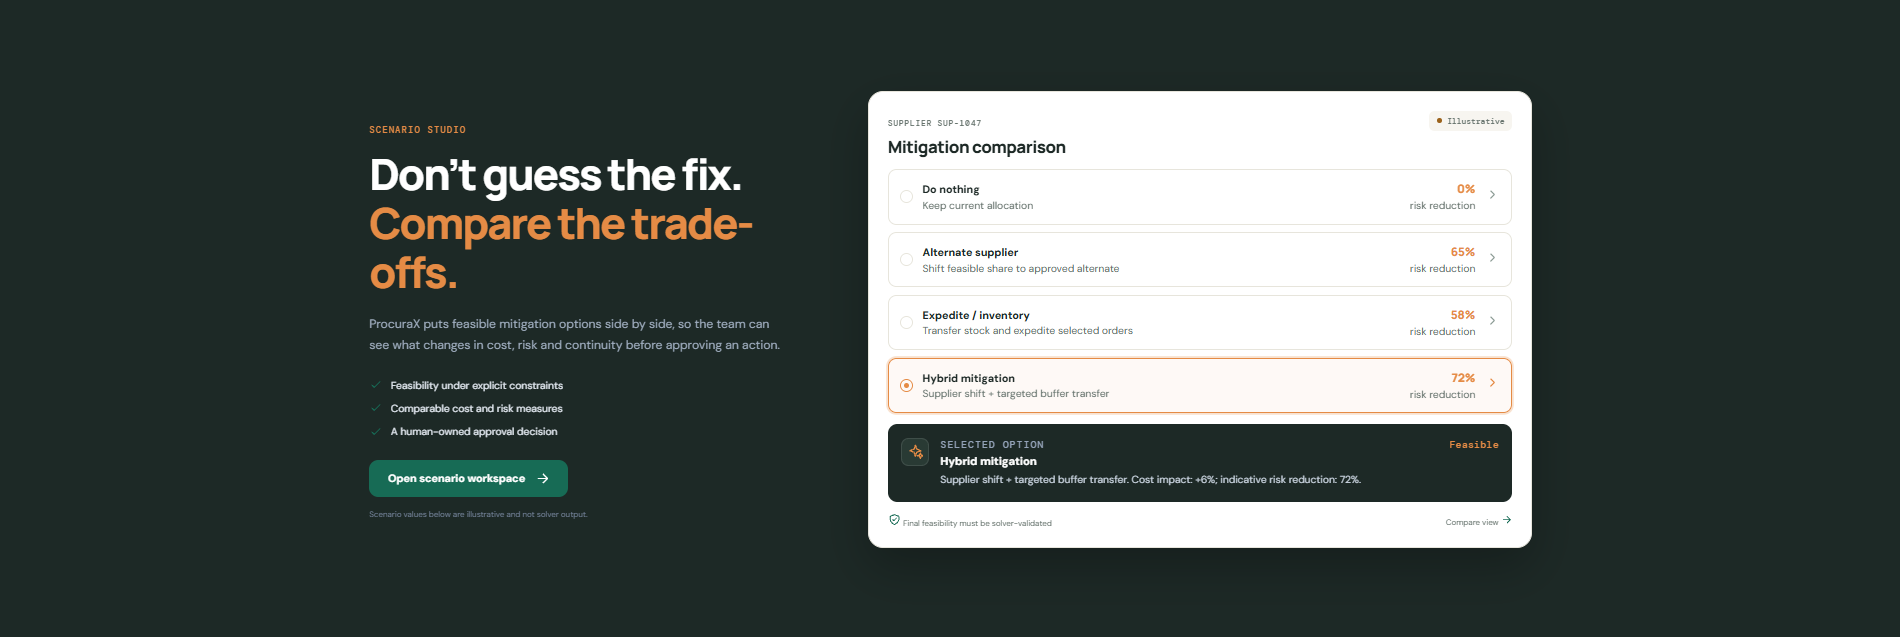 SCENARIO STUDIO
Don't guess the fix.
Compare the trade-
offs.
ProcuraX puts feasible mitigation options side by side, so the team can
see what changes in cost, risk and continuity before approving an action.
Feasibility under explicit constraints
Comparable cost and risk measures
A human-owned approval decision
Open scenario workspace
Scenario values below are illustrative and not solver output.
SUPPLIER SUP-1047
Illustrative
Mitigation comparison
Do nothing
Keep current allocation
0%
risk reduction
Alternate supplier
Shift feasible share to approved alternate
65%
risk reduction
Expedite / inventory
Transfer stock and expedite selected orders
58%
risk reduction
Hybrid mitigation
Supplier shift + targeted buffer transfer
72%
risk reduction
SELECTED OPTION
Feasible
Hybrid mitigation
Supplier shift + targeted buffer transfer. Cost impact: +6%; indicative risk reduction: 72%.
Final feasibility must be solver-validated
Compare view